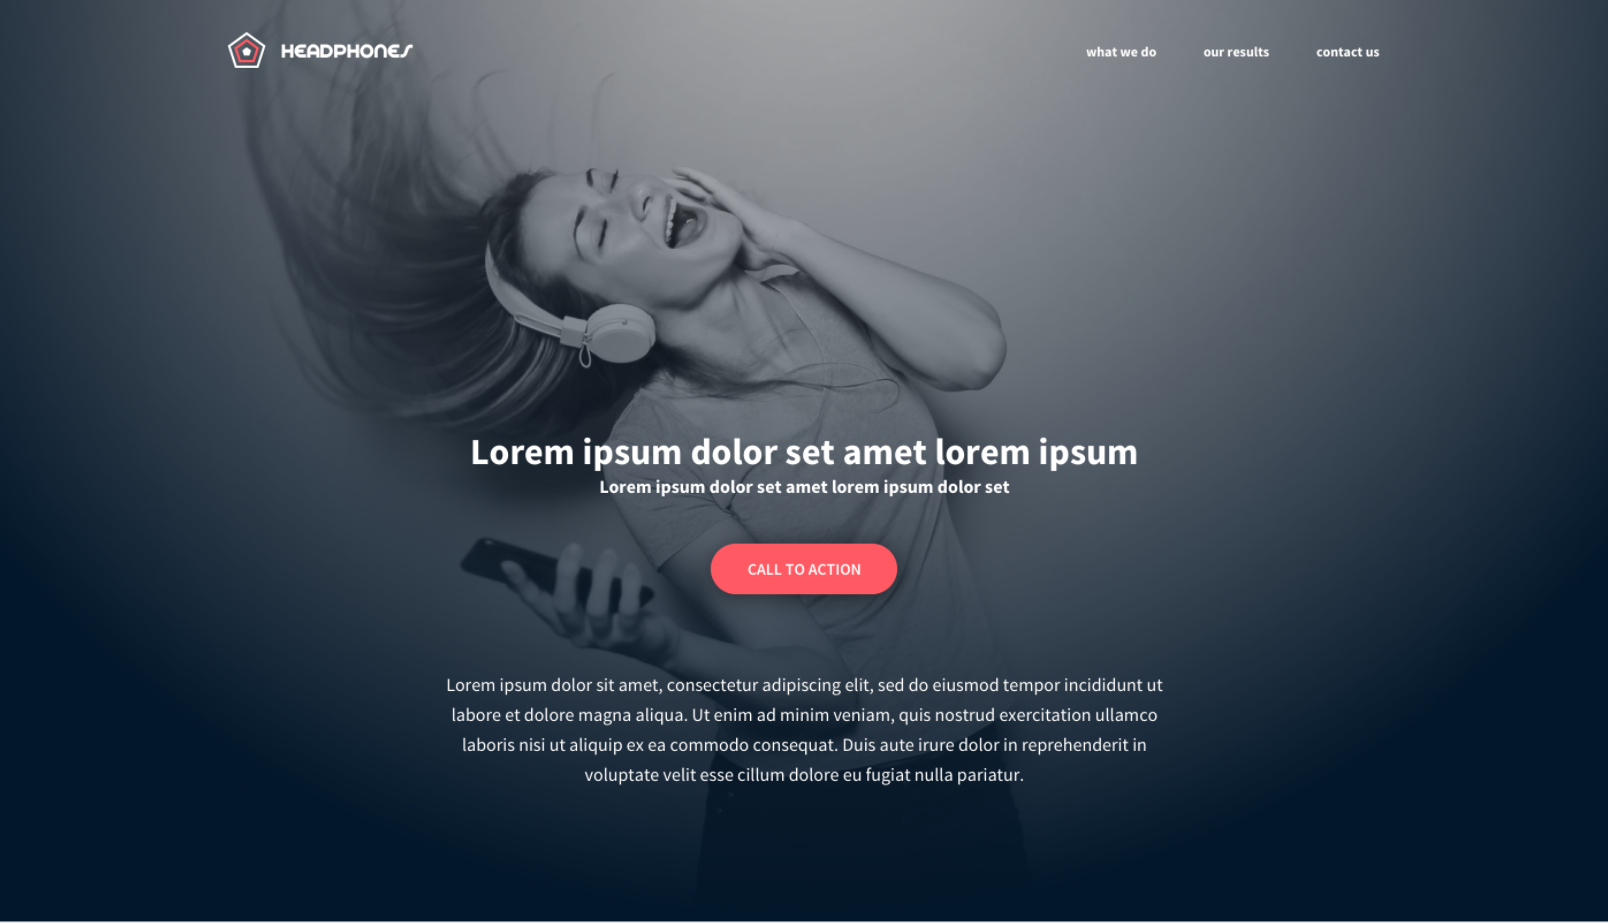 HEADPHONES
what we do
our results
contact us
Lorem ipsum dolor set amet lorem ipsum
Lorem ipsum dolor set amet lorem ipsum dolor set
CALL TO ACTION
Lorem ipsum dolor sit amet, consectetur adipiscing elit, sed do eiusmod tempor incididunt ut
labore et dolore magna aliqua. Ut enim ad minim veniam, quis nostrud exercitation ullamco
laboris nisi ut aliquip ex ea commodo consequat. Duis aute irure dolor in reprehenderit in
voluptate velit esse cillum dolore eu fugiat nulla pariatur.